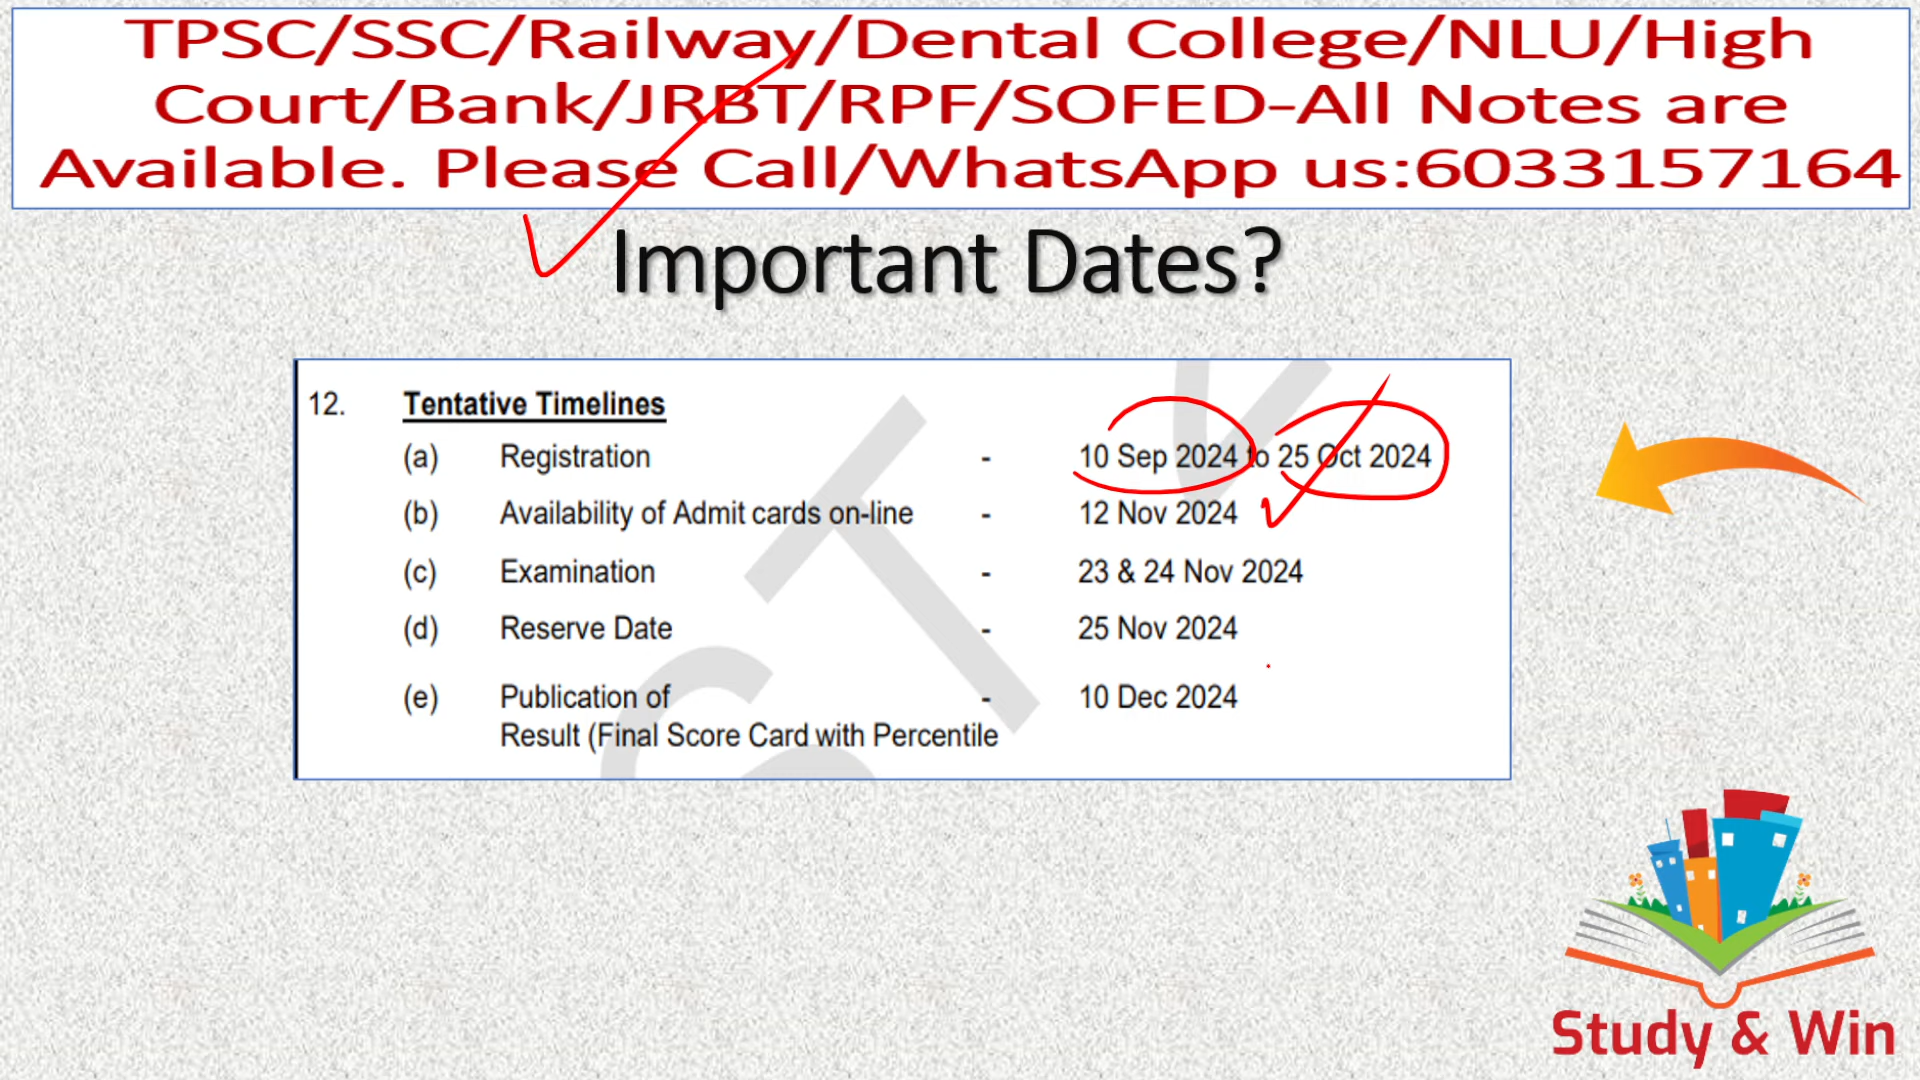 TPSC/SSC/Railway/Dental College/NLU/High
Court/Bank/JRBT/RPF/SOFED-All Notes are
Available. Please Call/WhatsApp us:6033157164
Important Dates?
12. Tentative Timelines
(a) Registration - 10 Sep 2024 to 25 Oct 2024
(b) Availability of Admit cards on-line - 12 Nov 2024
(c) Examination - 23 & 24 Nov 2024
(d) Reserve Date - 25 Nov 2024
(e) Publication of - 10 Dec 2024
Result (Final Score Card with Percentile
Study & Win